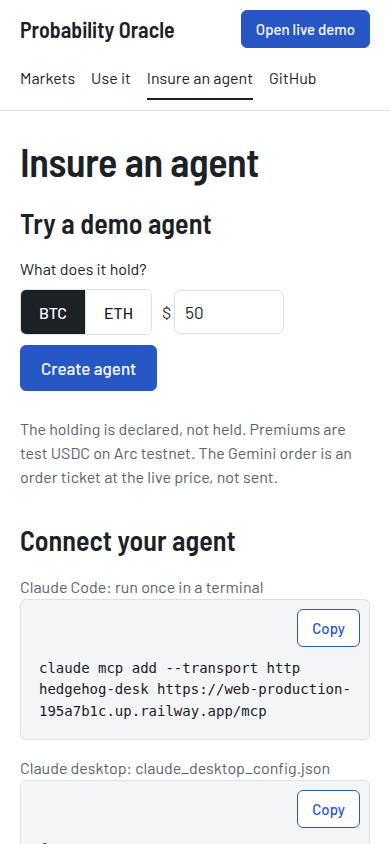 Probability Oracle
Open live demo
Markets Use it Insure an agent GitHub
Insure an agent
Try a demo agent
What does it hold?
BTC ETH $ 50
Create agent
The holding is declared, not held. Premiums are
test USDC on Arc testnet. The Gemini order is an
order ticket at the live price, not sent.
Connect your agent
Claude Code: run once in a terminal
Copy
claude mcp add --transport http
hedgehog-desk https://web-production-
195a7b1c.up.railway.app/mcp
Claude desktop: claude_desktop_config.json
Copy